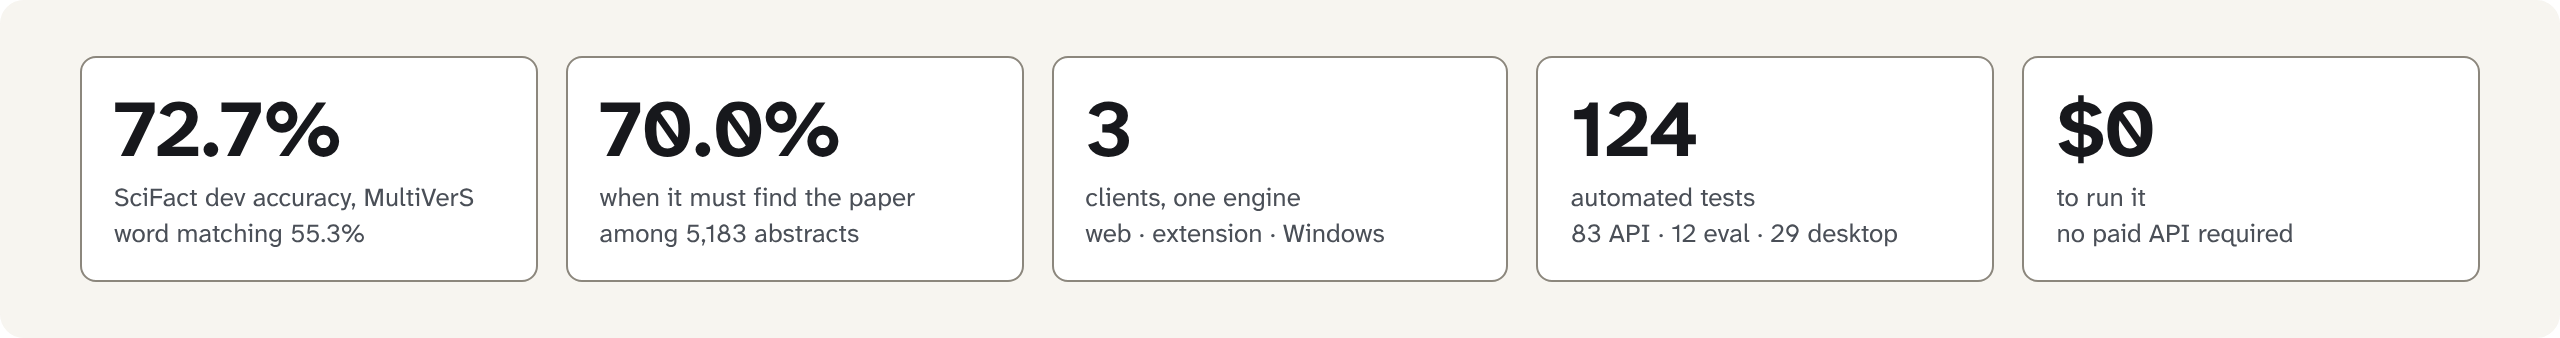 72.7%
SciFact dev accuracy, MultiVerS
word matching 55.3%
70.0%
when it must find the paper
among 5,183 abstracts
3
clients, one engine
web · extension · Windows
124
automated tests
83 API · 12 eval · 29 desktop
$0
to run it
no paid API required